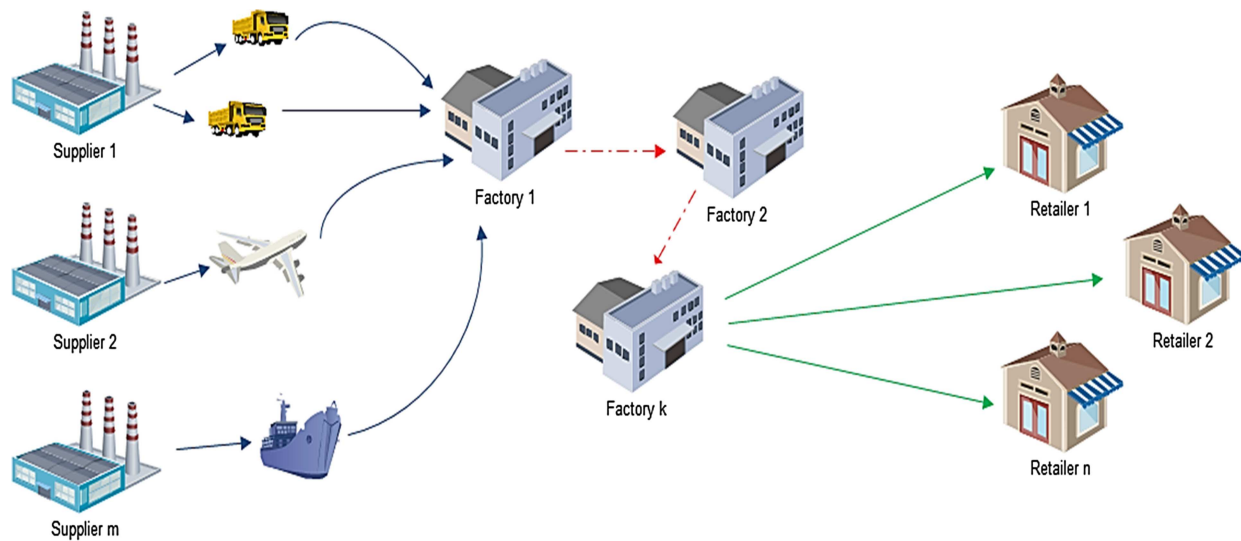 Supplier 1
Factory 1
Factory 2
Retailer 1
Supplier 2
Retailer 2
Factory k
Retailer n
Supplier m